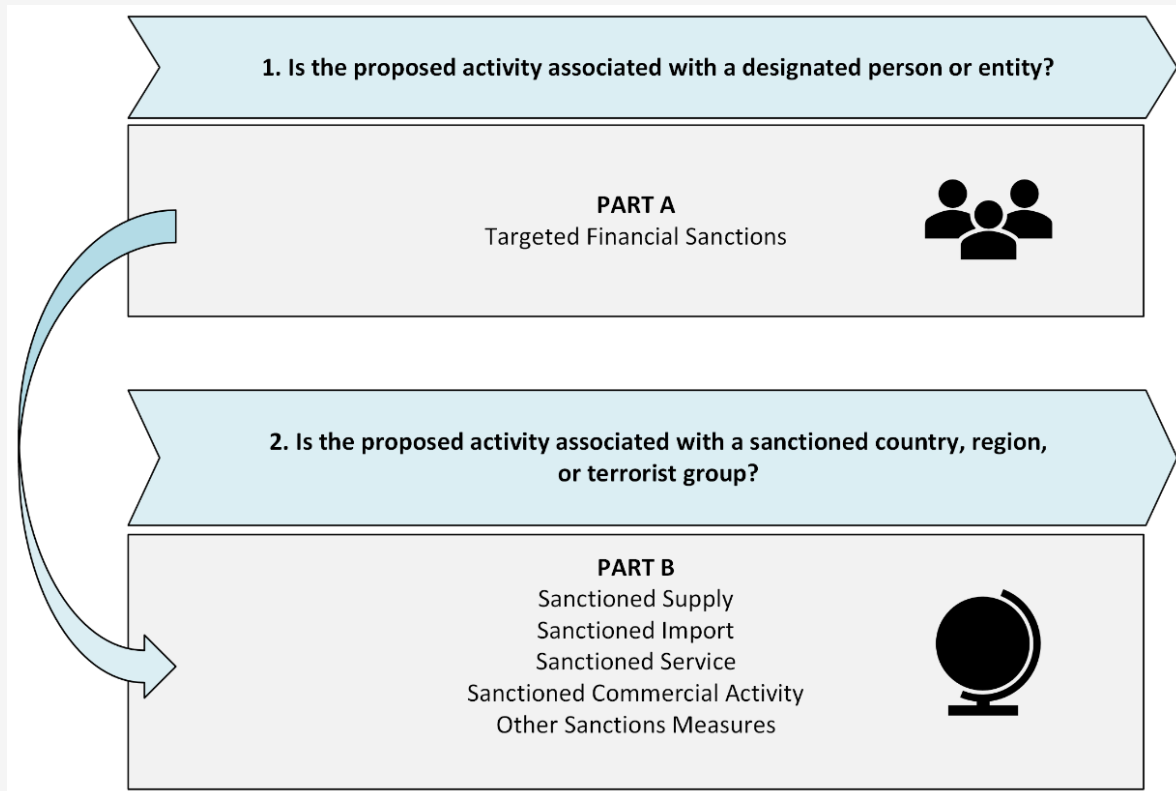 1. Is the proposed activity associated with a designated person or entity?
PART A
Targeted Financial Sanctions
2. Is the proposed activity associated with a sanctioned country, region,
or terrorist group?
PART B
Sanctioned Supply
Sanctioned Import
Sanctioned Service
Sanctioned Commercial Activity
Other Sanctions Measures